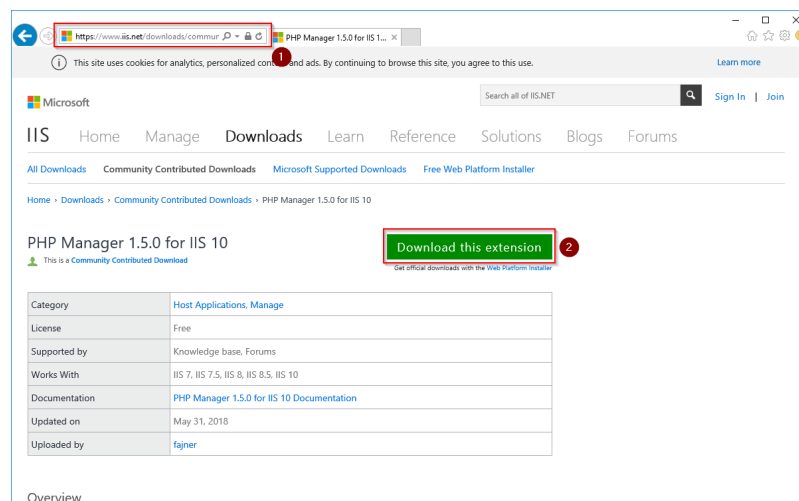 https://www.iis.net/downloads/commur
PHP Manager 1.5.0 for IIS 1...
1
This site uses cookies for analytics, personalized and ads. By continuing to browse this site, you agree to this use.
Learn more
Microsoft
Search all of IIS.NET
Sign In | Join
IIS Home Manage Downloads Learn Reference Solutions Blogs Forums
All Downloads Community Contributed Downloads Microsoft Supported Downloads Free Web Platform Installer
Home › Downloads › Community Contributed Downloads › PHP Manager 1.5.0 for IIS 10
PHP Manager 1.5.0 for IIS 10
Download this extension
2
This is a Community Contributed Download
Get official downloads with the Web Platform Installer
Category Host Applications, Manage
License Free
Supported by Knowledge base, Forums
Works With IIS 7, IIS 7.5, IIS 8, IIS 8.5, IIS 10
Documentation PHP Manager 1.5.0 for IIS 10 Documentation
Updated on May 31, 2018
Uploaded by fajner
Overview